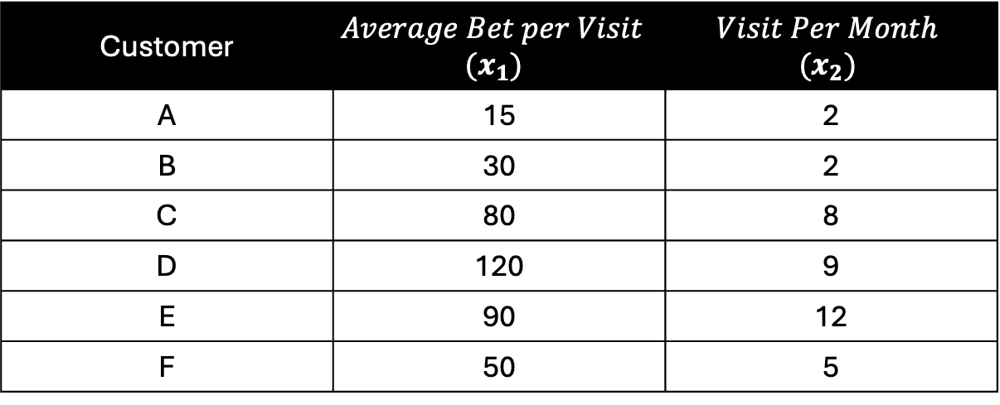 Customer Average Bet per Visit (x₁) Visit Per Month (x₂)
A 15 2
B 30 2
C 80 8
D 120 9
E 90 12
F 50 5